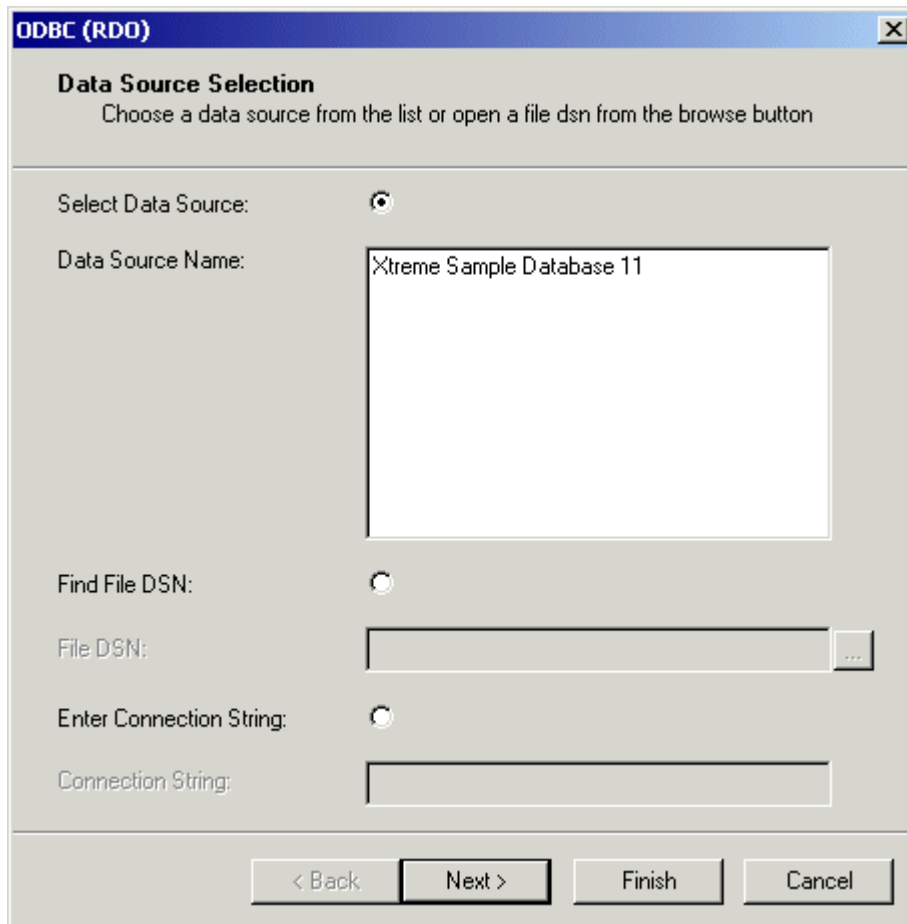 ODBC (RDO)
Data Source Selection
Choose a data source from the list or open a file dsn from the browse button
Select Data Source:
Data Source Name:
Xtreme Sample Database 11
Find File DSN:
File DSN:
...
Enter Connection String:
Connection String:
< Back
Next >
Finish
Cancel